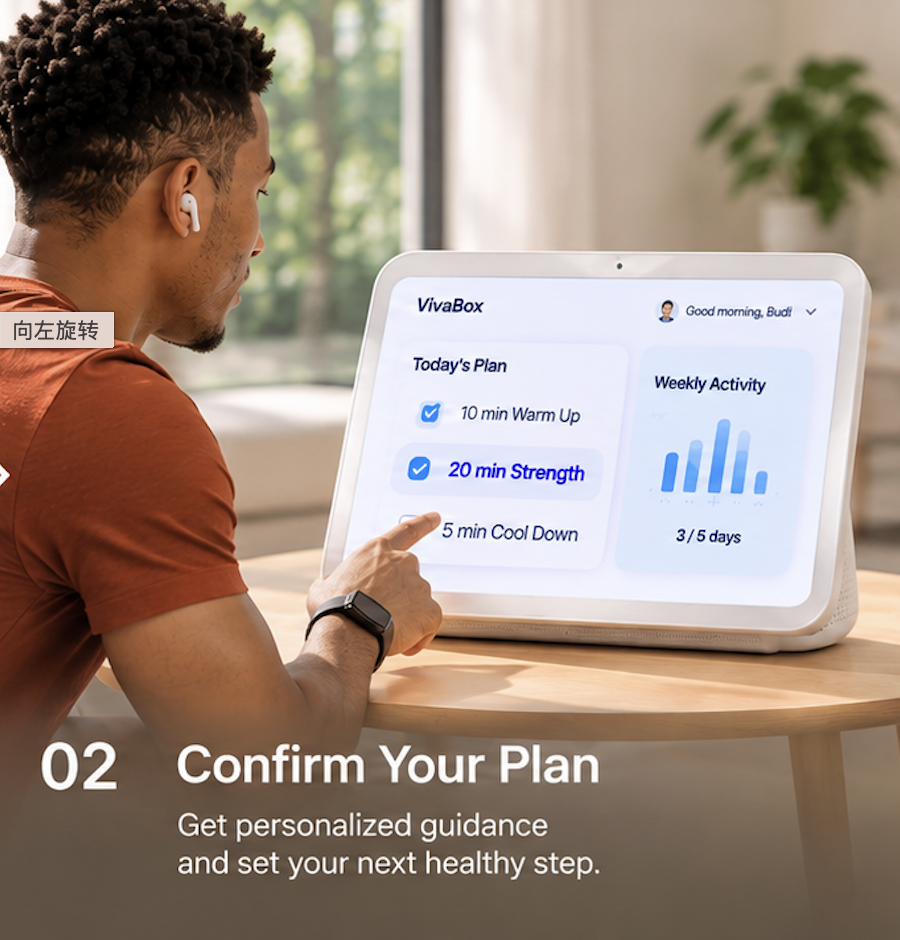 向左旋转
VivaBox
Good morning, Budi
Today's Plan
10 min Warm Up
20 min Strength
5 min Cool Down
Weekly Activity
3 / 5 days
02
Confirm Your Plan
Get personalized guidance
and set your next healthy step.